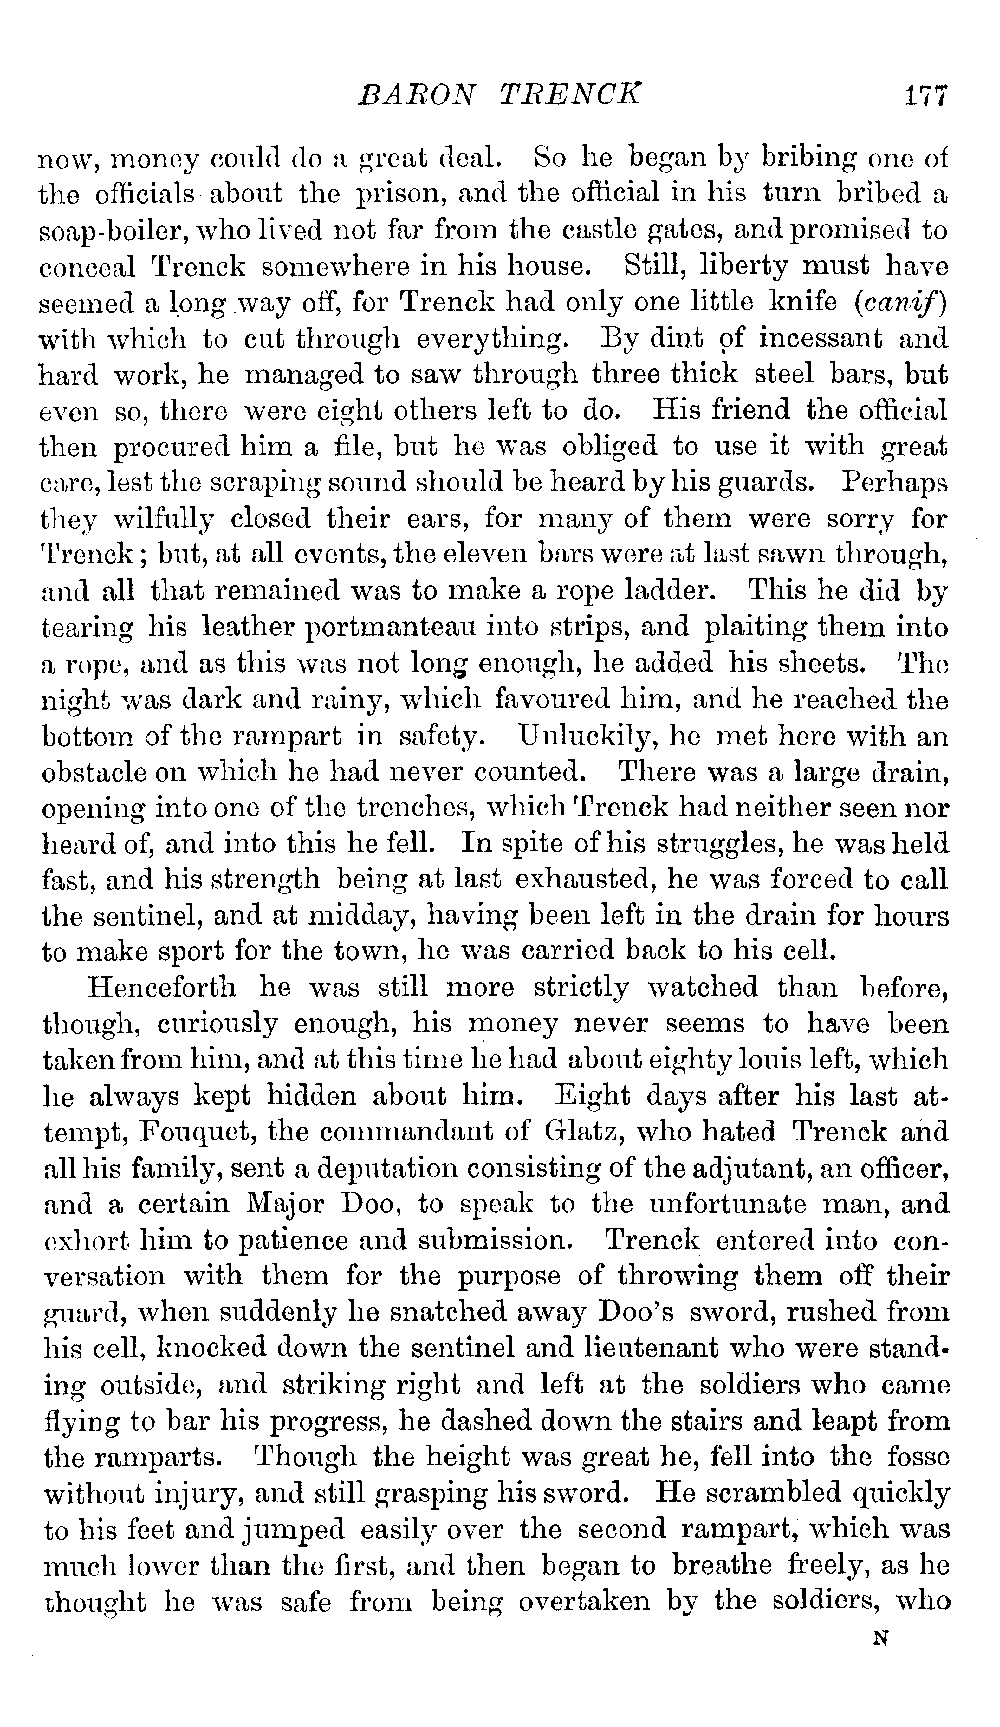 BARON TRENCK 177
now, money could do a great deal. So he began by bribing one of
the officials about the prison, and the official in his turn bribed a
soap-boiler, who lived not far from the castle gates, and promised to
conceal Trenck somewhere in his house. Still, liberty must have
seemed a long way off, for Trenck had only one little knife (canif)
with which to cut through everything. By dint of incessant and
hard work, he managed to saw through three thick steel bars, but
even so, there were eight others left to do. His friend the official
then procured him a file, but he was obliged to use it with great
care, lest the scraping sound should be heard by his guards. Perhaps
they wilfully closed their ears, for many of them were sorry for
Trenck; but, at all events, the eleven bars were at last sawn through,
and all that remained was to make a rope ladder. This he did by
tearing his leather portmanteau into strips, and plaiting them into
a rope, and as this was not long enough, he added his sheets. The
night was dark and rainy, which favoured him, and he reached the
bottom of the rampart in safety. Unluckily, he met here with an
obstacle on which he had never counted. There was a large drain,
opening into one of the trenches, which Trenck had neither seen nor
heard of, and into this he fell. In spite of his struggles, he was held
fast, and his strength being at last exhausted, he was forced to call
the sentinel, and at midday, having been left in the drain for hours
to make sport for the town, he was carried back to his cell.
Henceforth he was still more strictly watched than before,
though, curiously enough, his money never seems to have been
taken from him, and at this time he had about eighty louis left, which
he always kept hidden about him. Eight days after his last at-
tempt, Fouquet, the commandant of Glatz, who hated Trenck and
all his family, sent a deputation consisting of the adjutant, an officer,
and a certain Major Doo, to speak to the unfortunate man, and
exhort him to patience and submission. Trenck entered into con-
versation with them for the purpose of throwing them off their
guard, when suddenly he snatched away Doo's sword, rushed from
his cell, knocked down the sentinel and lieutenant who were stand-
ing outside, and striking right and left at the soldiers who came
flying to bar his progress, he dashed down the stairs and leapt from
the ramparts. Though the height was great he, fell into the fosse
without injury, and still grasping his sword. He scrambled quickly
to his feet and jumped easily over the second rampart, which was
much lower than the first, and then began to breathe freely, as he
thought he was safe from being overtaken by the soldiers, who
N